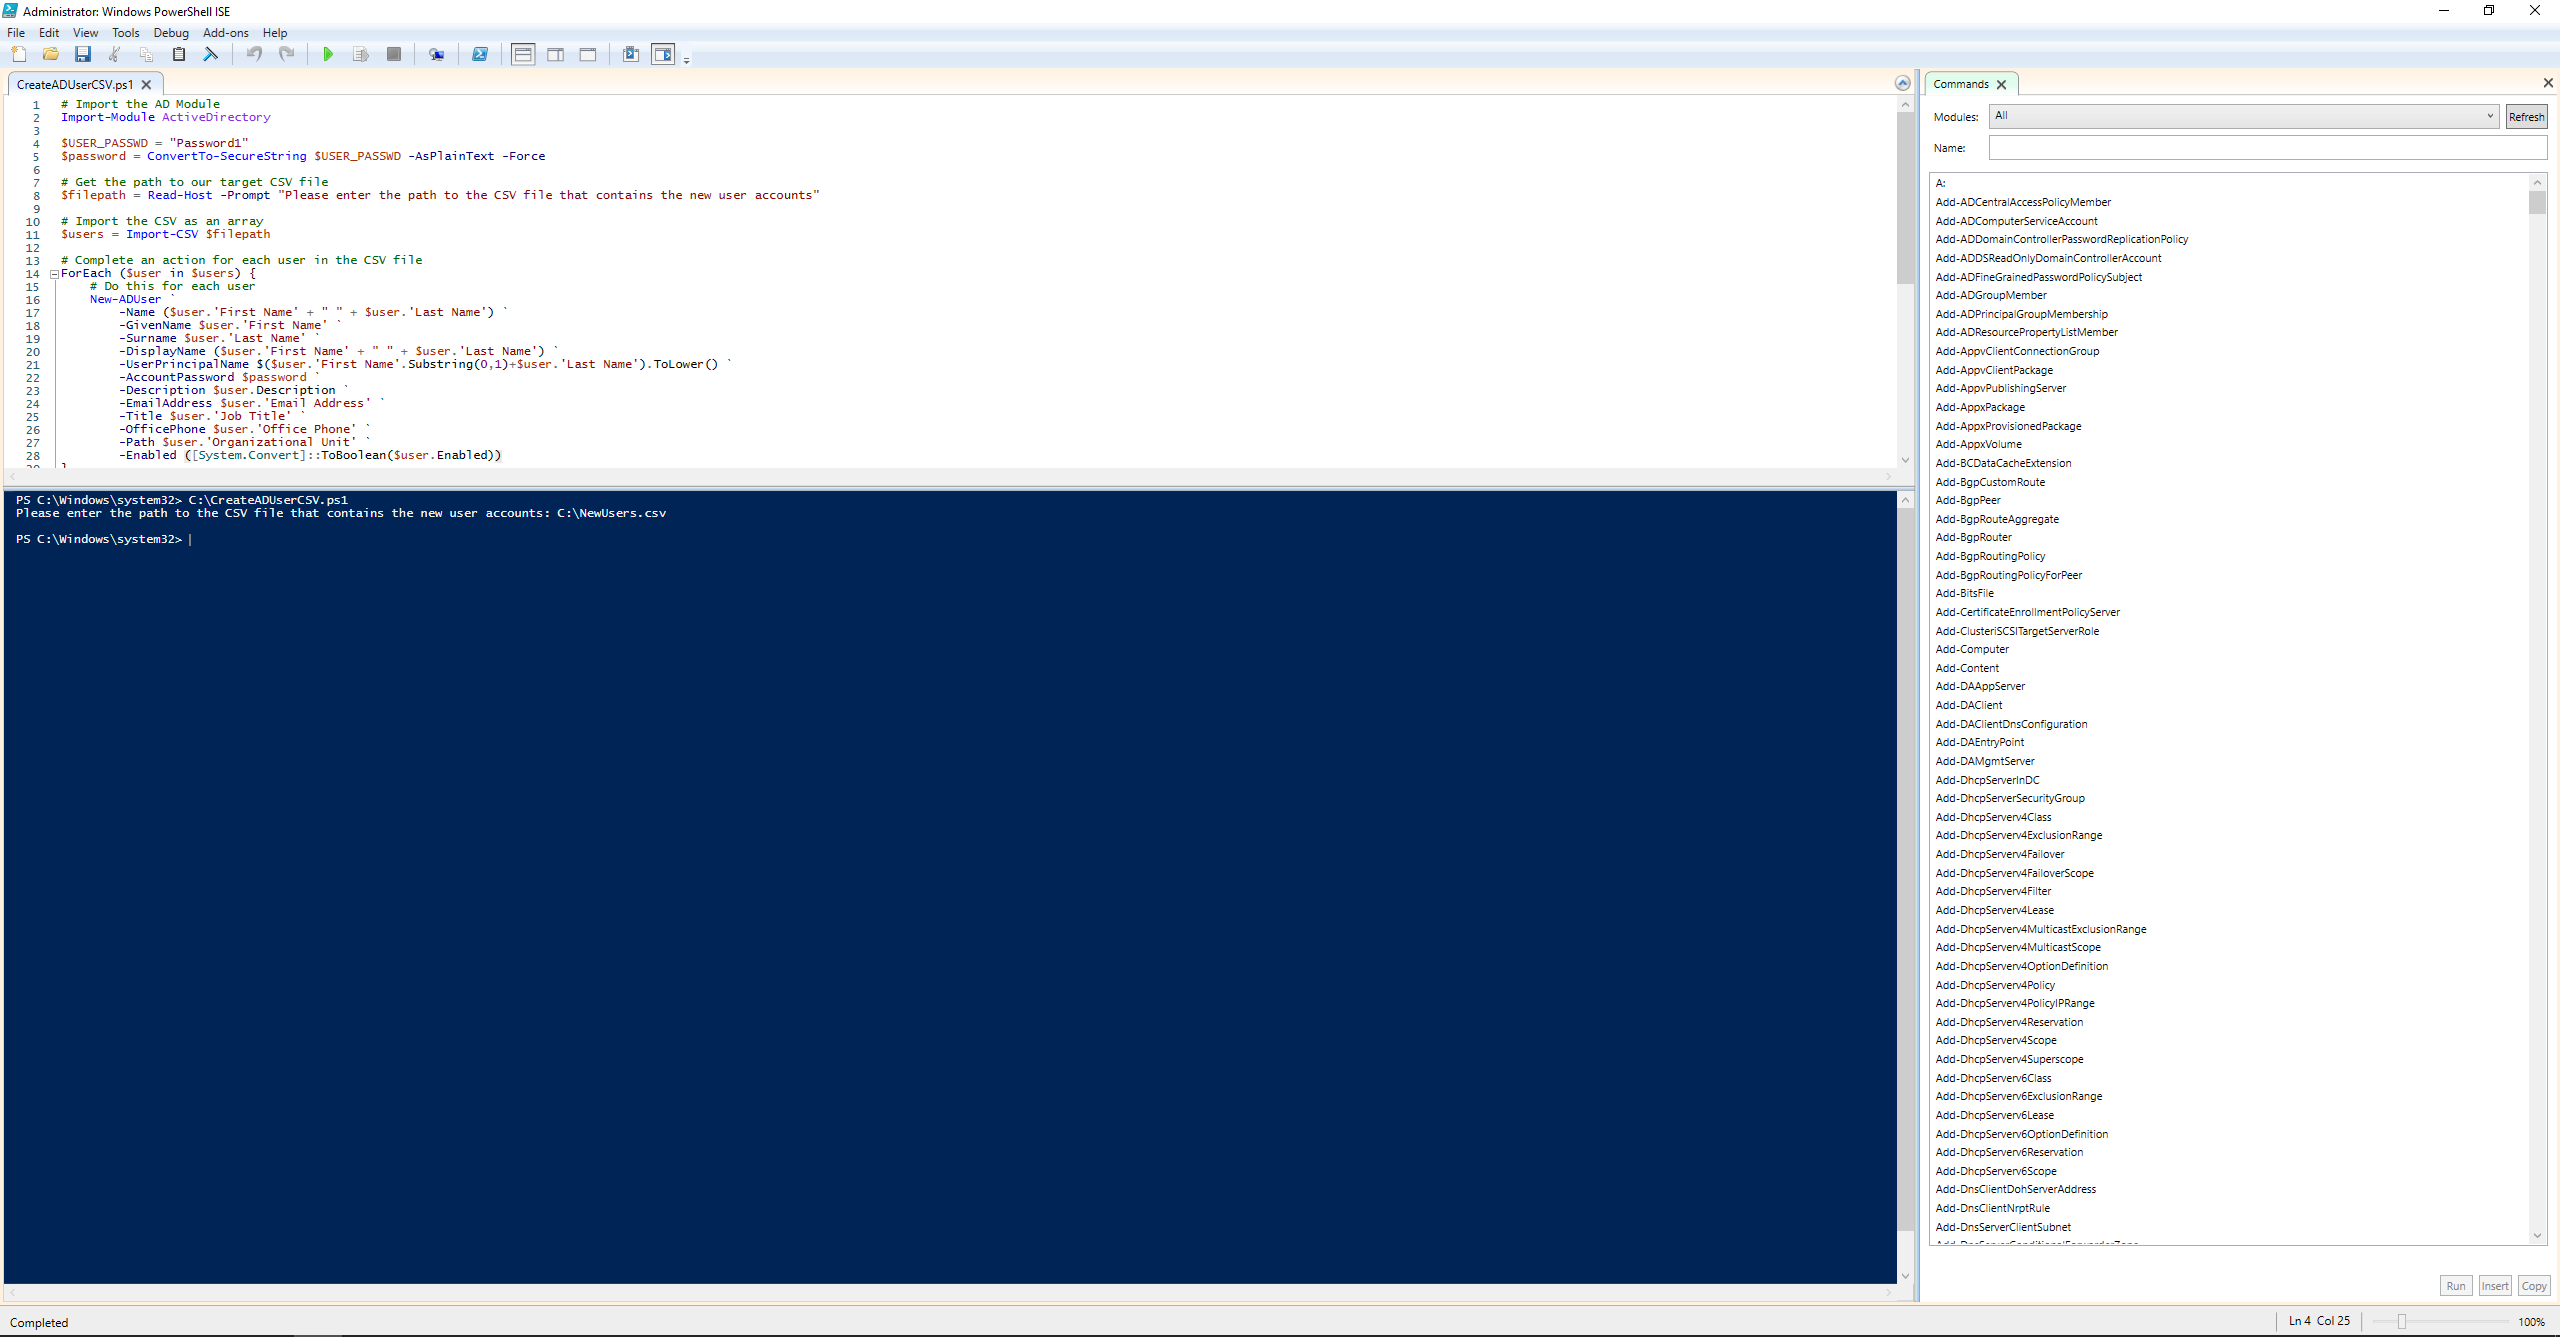 Administrator: Windows PowerShell ISE
File Edit View Tools Debug Add-ons Help
CreateADUserCSV.ps1
1 # Import the AD Module
2 Import-Module ActiveDirectory
3
4 $USER_PASSWD = "Password1"
5 $password = ConvertTo-SecureString $USER_PASSWD -AsPlainText -Force
6
7 # Get the path to our target CSV file
8 $filepath = Read-Host -Prompt "Please enter the path to the CSV file that contains the new user accounts"
9
10 # Import the CSV as an array
11 $users = Import-CSV $filepath
12
13 # Complete an action for each user in the CSV file
14 ForEach ($user in $users) {
15     # Do this for each user
16     New-ADUser `
17         -Name ($user.'First Name' + " " + $user.'Last Name') `
18         -GivenName $user.'First Name' `
19         -Surname $user.'Last Name' `
20         -DisplayName ($user.'First Name' + " " + $user.'Last Name') `
21         -UserPrincipalName $($user.'First Name'.Substring(0,1)+$user.'Last Name').ToLower() `
22         -AccountPassword $password `
23         -Description $user.Description `
24         -EmailAddress $user.'Email Address' `
25         -Title $user.'Job Title' `
26         -OfficePhone $user.'Office Phone' `
27         -Path $user.'Organizational Unit' `
28         -Enabled ([System.Convert]::ToBoolean($user.Enabled))
PS C:\Windows\system32> C:\CreateADUserCSV.ps1
Please enter the path to the CSV file that contains the new user accounts: C:\NewUsers.csv
PS C:\Windows\system32>
Commands
Modules: All Refresh
Name:
A:
Add-ADCentralAccessPolicyMember
Add-ADComputerServiceAccount
Add-ADDomainControllerPasswordReplicationPolicy
Add-ADDSReadOnlyDomainControllerAccount
Add-ADFineGrainedPasswordPolicySubject
Add-ADGroupMember
Add-ADPrincipalGroupMembership
Add-ADResourcePropertyListMember
Add-AppvClientConnectionGroup
Add-AppvClientPackage
Add-AppvPublishingServer
Add-AppxPackage
Add-AppxProvisionedPackage
Add-AppxVolume
Add-BCDataCacheExtension
Add-BgpCustomRoute
Add-BgpPeer
Add-BgpRouteAggregate
Add-BgpRouter
Add-BgpRoutingPolicy
Add-BgpRoutingPolicyForPeer
Add-BitsFile
Add-CertificateEnrollmentPolicyServer
Add-ClusteriSCSITargetServerRole
Add-Computer
Add-Content
Add-DAAppServer
Add-DAClient
Add-DAClientDnsConfiguration
Add-DAEntryPoint
Add-DAMgmtServer
Add-DhcpServerInDC
Add-DhcpServerSecurityGroup
Add-DhcpServerv4Class
Add-DhcpServerv4ExclusionRange
Add-DhcpServerv4Failover
Add-DhcpServerv4FailoverScope
Add-DhcpServerv4Filter
Add-DhcpServerv4Lease
Add-DhcpServerv4MulticastExclusionRange
Add-DhcpServerv4MulticastScope
Add-DhcpServerv4OptionDefinition
Add-DhcpServerv4Policy
Add-DhcpServerv4PolicyIPRange
Add-DhcpServerv4Reservation
Add-DhcpServerv4Scope
Add-DhcpServerv4Superscope
Add-DhcpServerv6Class
Add-DhcpServerv6ExclusionRange
Add-DhcpServerv6Lease
Add-DhcpServerv6OptionDefinition
Add-DhcpServerv6Reservation
Add-DhcpServerv6Scope
Add-DnsClientDohServerAddress
Add-DnsClientNrptRule
Add-DnsServerClientSubnet
Run Insert Copy
Completed
Ln 4 Col 25
100%